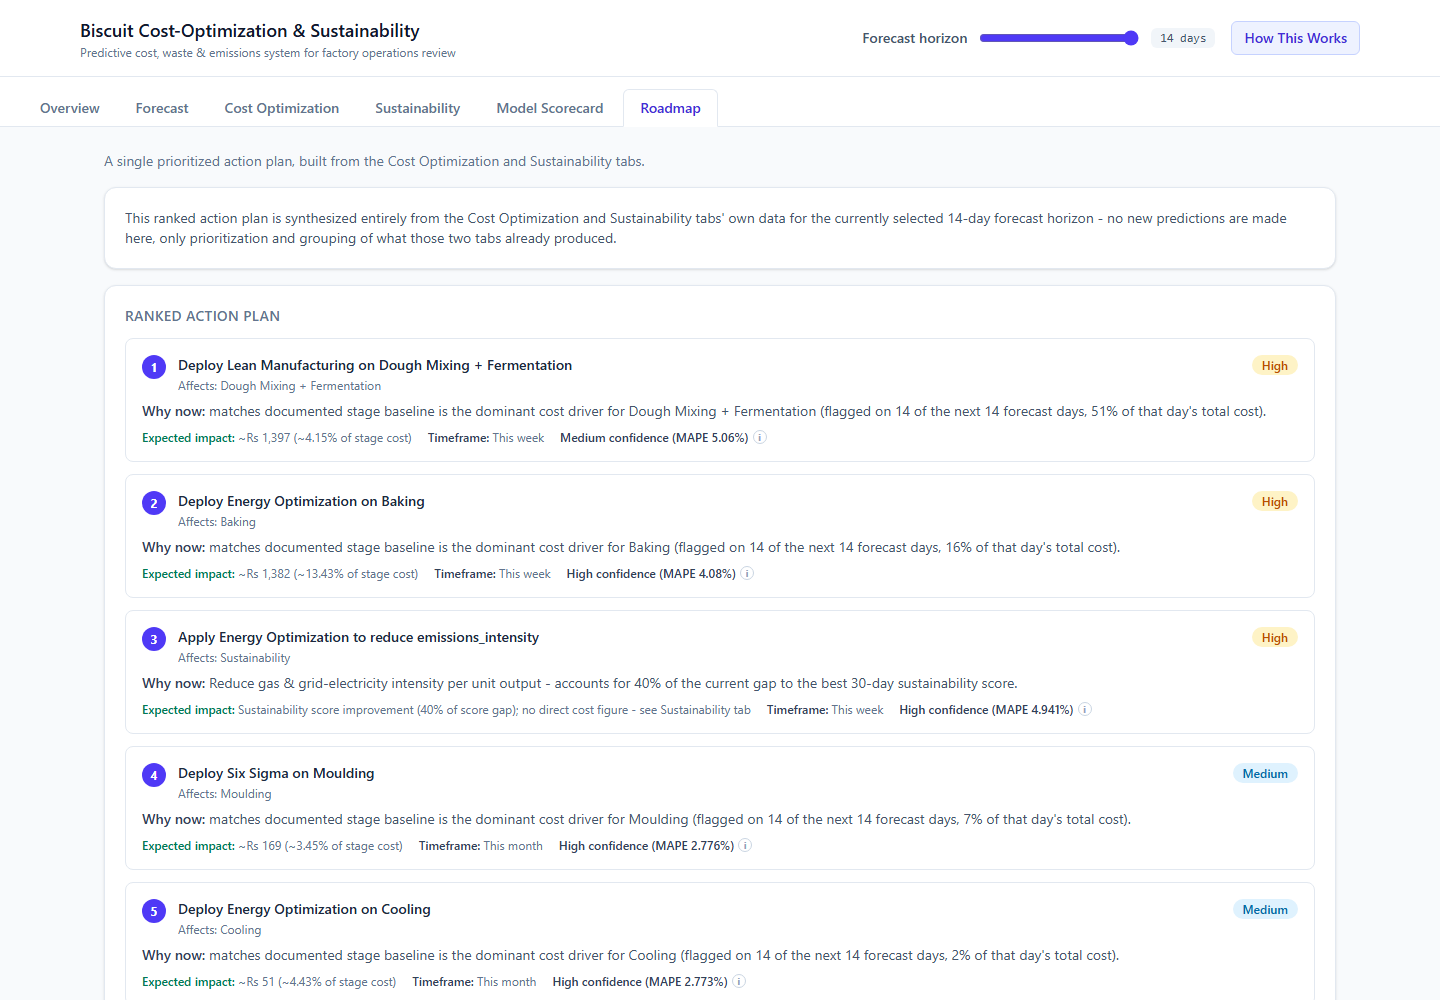 Biscuit Cost-Optimization & Sustainability
Predictive cost, waste & emissions system for factory operations review
Forecast horizon 14 days How This Works
Overview Forecast Cost Optimization Sustainability Model Scorecard Roadmap
A single prioritized action plan, built from the Cost Optimization and Sustainability tabs.
This ranked action plan is synthesized entirely from the Cost Optimization and Sustainability tabs' own data for the currently selected 14-day forecast horizon - no new predictions are made
here, only prioritization and grouping of what those two tabs already produced.
RANKED ACTION PLAN
1 Deploy Lean Manufacturing on Dough Mixing + Fermentation High
Affects: Dough Mixing + Fermentation
Why now: matches documented stage baseline is the dominant cost driver for Dough Mixing + Fermentation (flagged on 14 of the next 14 forecast days, 51% of that day's total cost).
Expected impact: ~Rs 1,397 (~4.15% of stage cost) Timeframe: This week Medium confidence (MAPE 5.06%) i
2 Deploy Energy Optimization on Baking High
Affects: Baking
Why now: matches documented stage baseline is the dominant cost driver for Baking (flagged on 14 of the next 14 forecast days, 16% of that day's total cost).
Expected impact: ~Rs 1,382 (~13.43% of stage cost) Timeframe: This week High confidence (MAPE 4.08%) i
3 Apply Energy Optimization to reduce emissions_intensity High
Affects: Sustainability
Why now: Reduce gas & grid-electricity intensity per unit output - accounts for 40% of the current gap to the best 30-day sustainability score.
Expected impact: Sustainability score improvement (40% of score gap); no direct cost figure - see Sustainability tab Timeframe: This week High confidence (MAPE 4.941%) i
4 Deploy Six Sigma on Moulding Medium
Affects: Moulding
Why now: matches documented stage baseline is the dominant cost driver for Moulding (flagged on 14 of the next 14 forecast days, 7% of that day's total cost).
Expected impact: ~Rs 169 (~3.45% of stage cost) Timeframe: This month High confidence (MAPE 2.776%) i
5 Deploy Energy Optimization on Cooling Medium
Affects: Cooling
Why now: matches documented stage baseline is the dominant cost driver for Cooling (flagged on 14 of the next 14 forecast days, 2% of that day's total cost).
Expected impact: ~Rs 51 (~4.43% of stage cost) Timeframe: This month High confidence (MAPE 2.773%) i